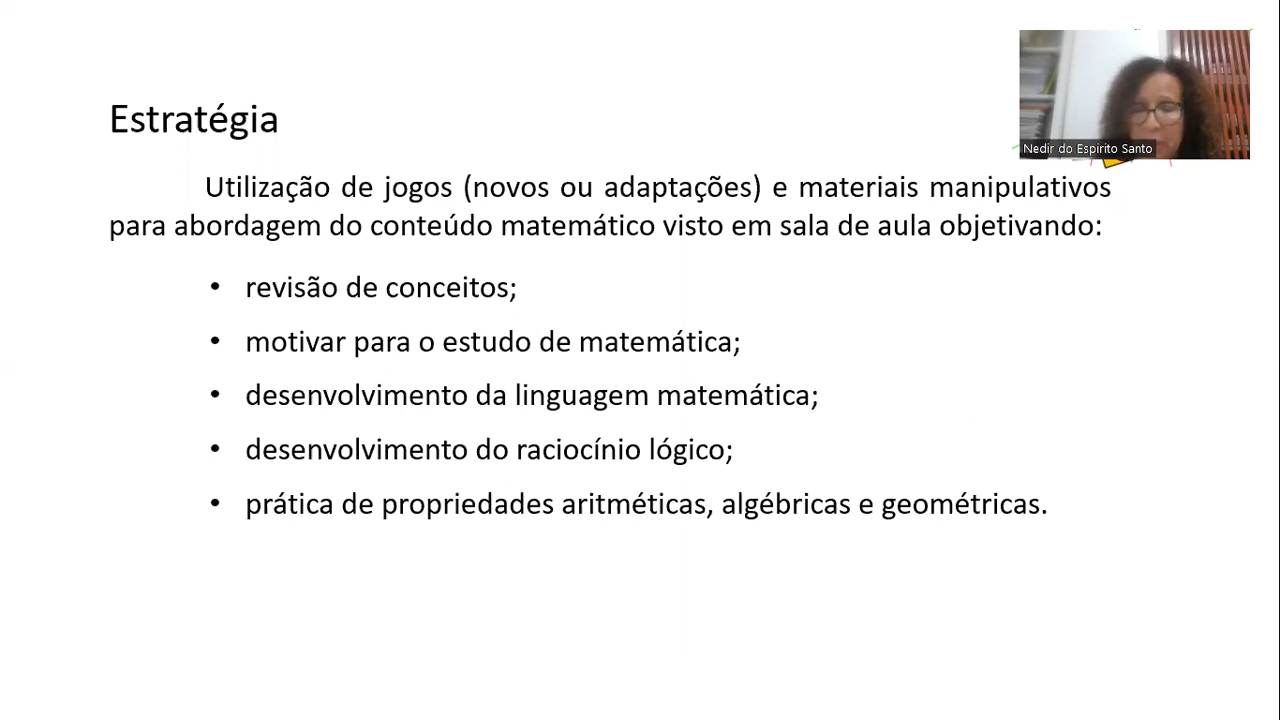 Nedir do Espirito Santo
Estratégia
Utilização de jogos (novos ou adaptações) e materiais manipulativos
para abordagem do conteúdo matemático visto em sala de aula objetivando:
• revisão de conceitos;
• motivar para o estudo de matemática;
• desenvolvimento da linguagem matemática;
• desenvolvimento do raciocínio lógico;
• prática de propriedades aritméticas, algébricas e geométricas.